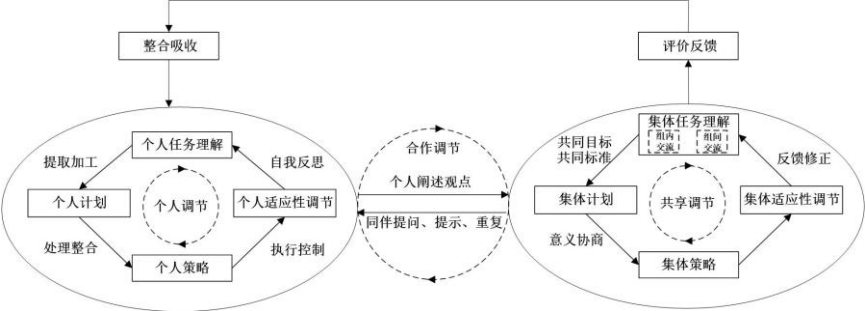 整合吸收
评价反馈
个人任务理解
提取加工
自我反思
个人计划
个人调节
个人适应性调节
处理整合
执行控制
个人策略
合作调节
个人阐述观点
同伴提问、提示、重复
集体任务理解
组内
交流
组间
交流
共同目标
共同标准
反馈修正
集体计划
共享调节
集体适应性调节
意义协商
集体策略